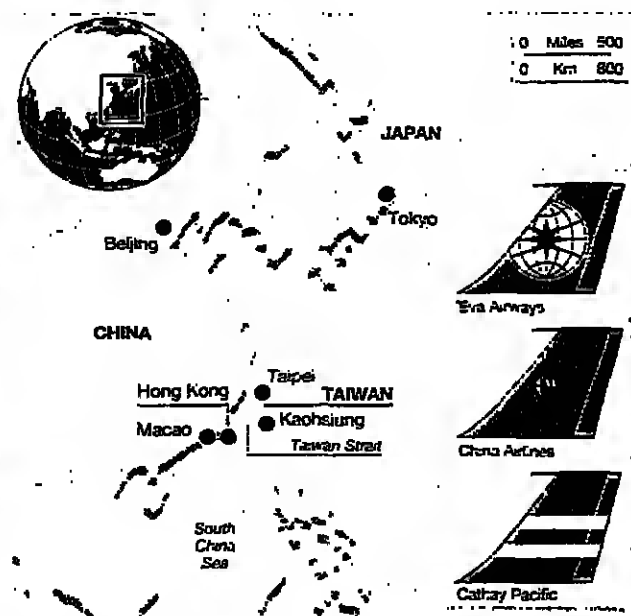 0 Miles 500
0 Km 800
JAPAN
Tokyo
Beijing
Eva Airways
CHINA
Taipei
Hong Kong
TAIWAN
Kaohsiung
Macao
Taiwan Strait
China Airlines
South
China
Sea
Cathay Pacific